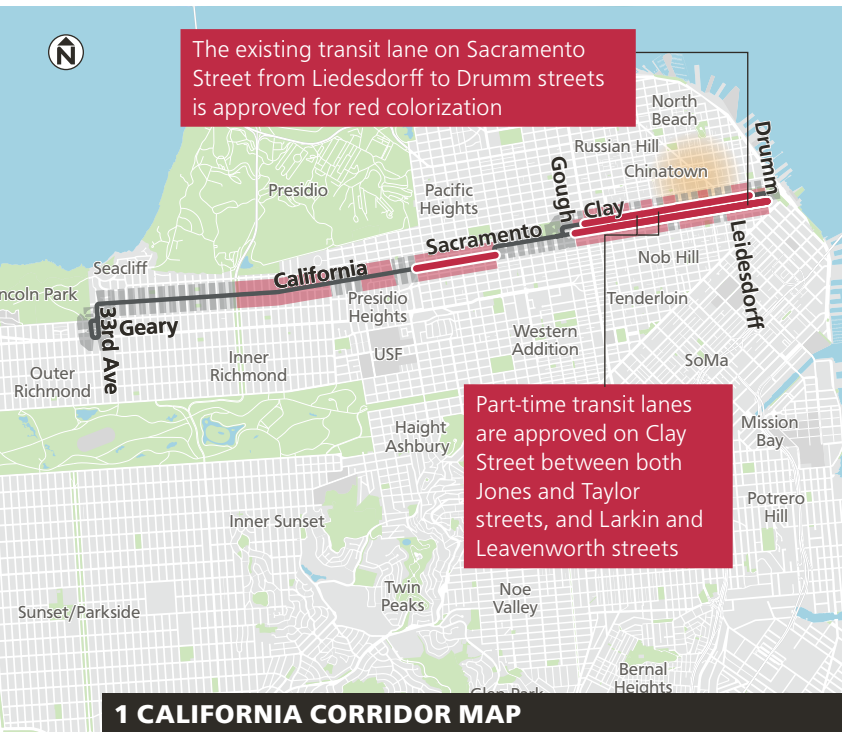 N
The existing transit lane on Sacramento
Street from Liedesdorff to Drumm streets
is approved for red colorization
North
Beach
Russian Hill
Chinatown
Drumm
Presidio
Pacific
Heights
Gough
Clay
Sacramento
Leidesdorff
Nob Hill
Seacliff
California
ncoln Park
Presidio
Heights
Tenderloin
33rd Ave
Geary
Western
Addition
USF
SoMa
Inner
Richmond
Outer
Richmond
Part-time transit lanes
are approved on Clay
Street between both
Jones and Taylor
streets, and Larkin and
Leavenworth streets
Haight
Ashbury
Mission
Bay
Potrero
Hill
Inner Sunset
Twin
Peaks
Noe
Valley
Sunset/Parkside
Bernal
Heights
Glen Park
1 CALIFORNIA CORRIDOR MAP